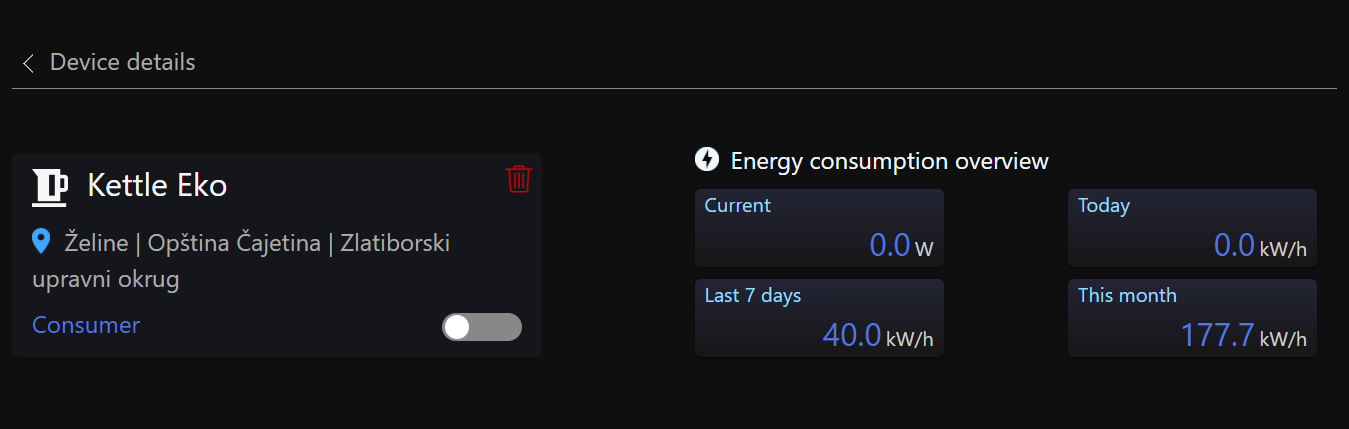 Device details
Kettle Eko
Želine | Opština Čajetina | Zlatiborski
upravni okrug
Consumer
Energy consumption overview
Current
0.0 W
Today
0.0 kW/h
Last 7 days
40.0 kW/h
This month
177.7 kW/h